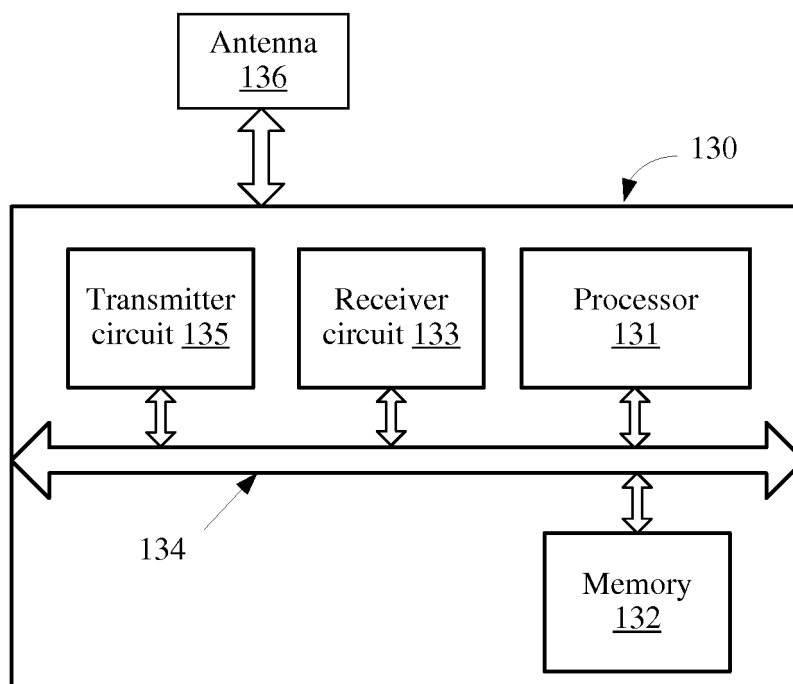 Antenna
136
130
Transmitter
circuit 135
Receiver
circuit 133
Processor
131
134
Memory
132